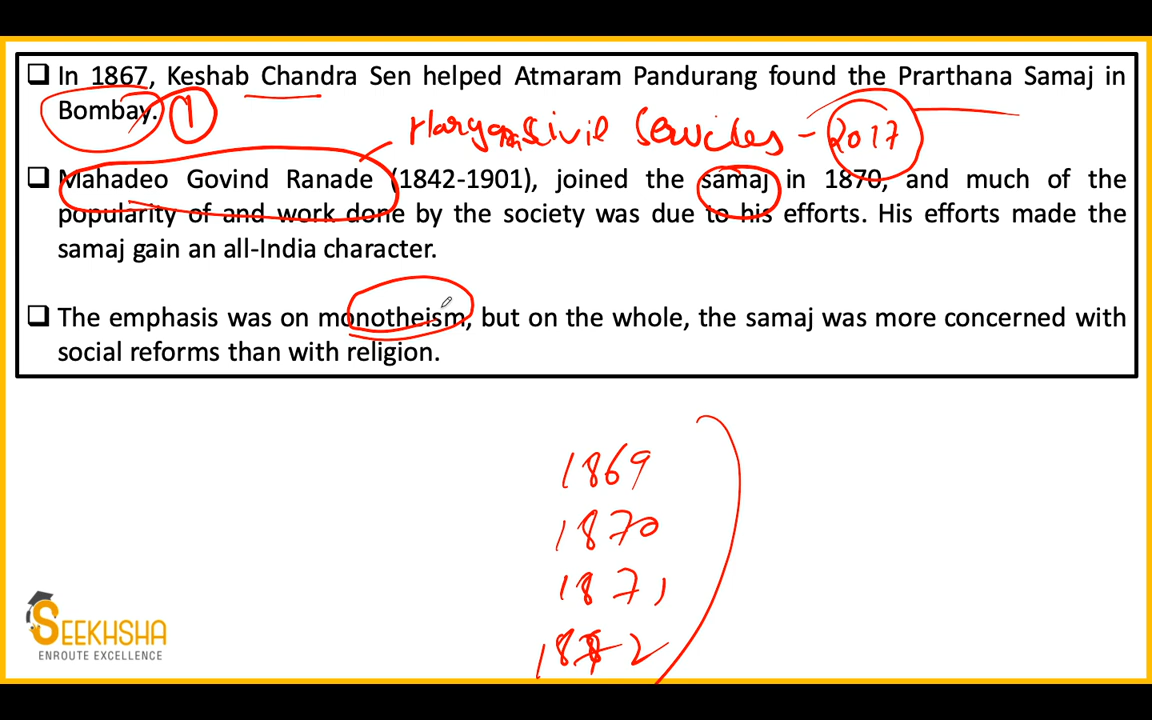 In 1867, Keshab Chandra Sen helped Atmaram Pandurang found the Prarthana Samaj in
Bombay. 1
Haryana Civil Services - 2017
Mahadeo Govind Ranade (1842-1901), joined the samaj in 1870, and much of the
popularity of and work done by the society was due to his efforts. His efforts made the
samaj gain an all-India character.
The emphasis was on monotheism, but on the whole, the samaj was more concerned with
social reforms than with religion.
1869
1870
1871
1872
SEEKHSHA
ENROUTE EXCELLENCE